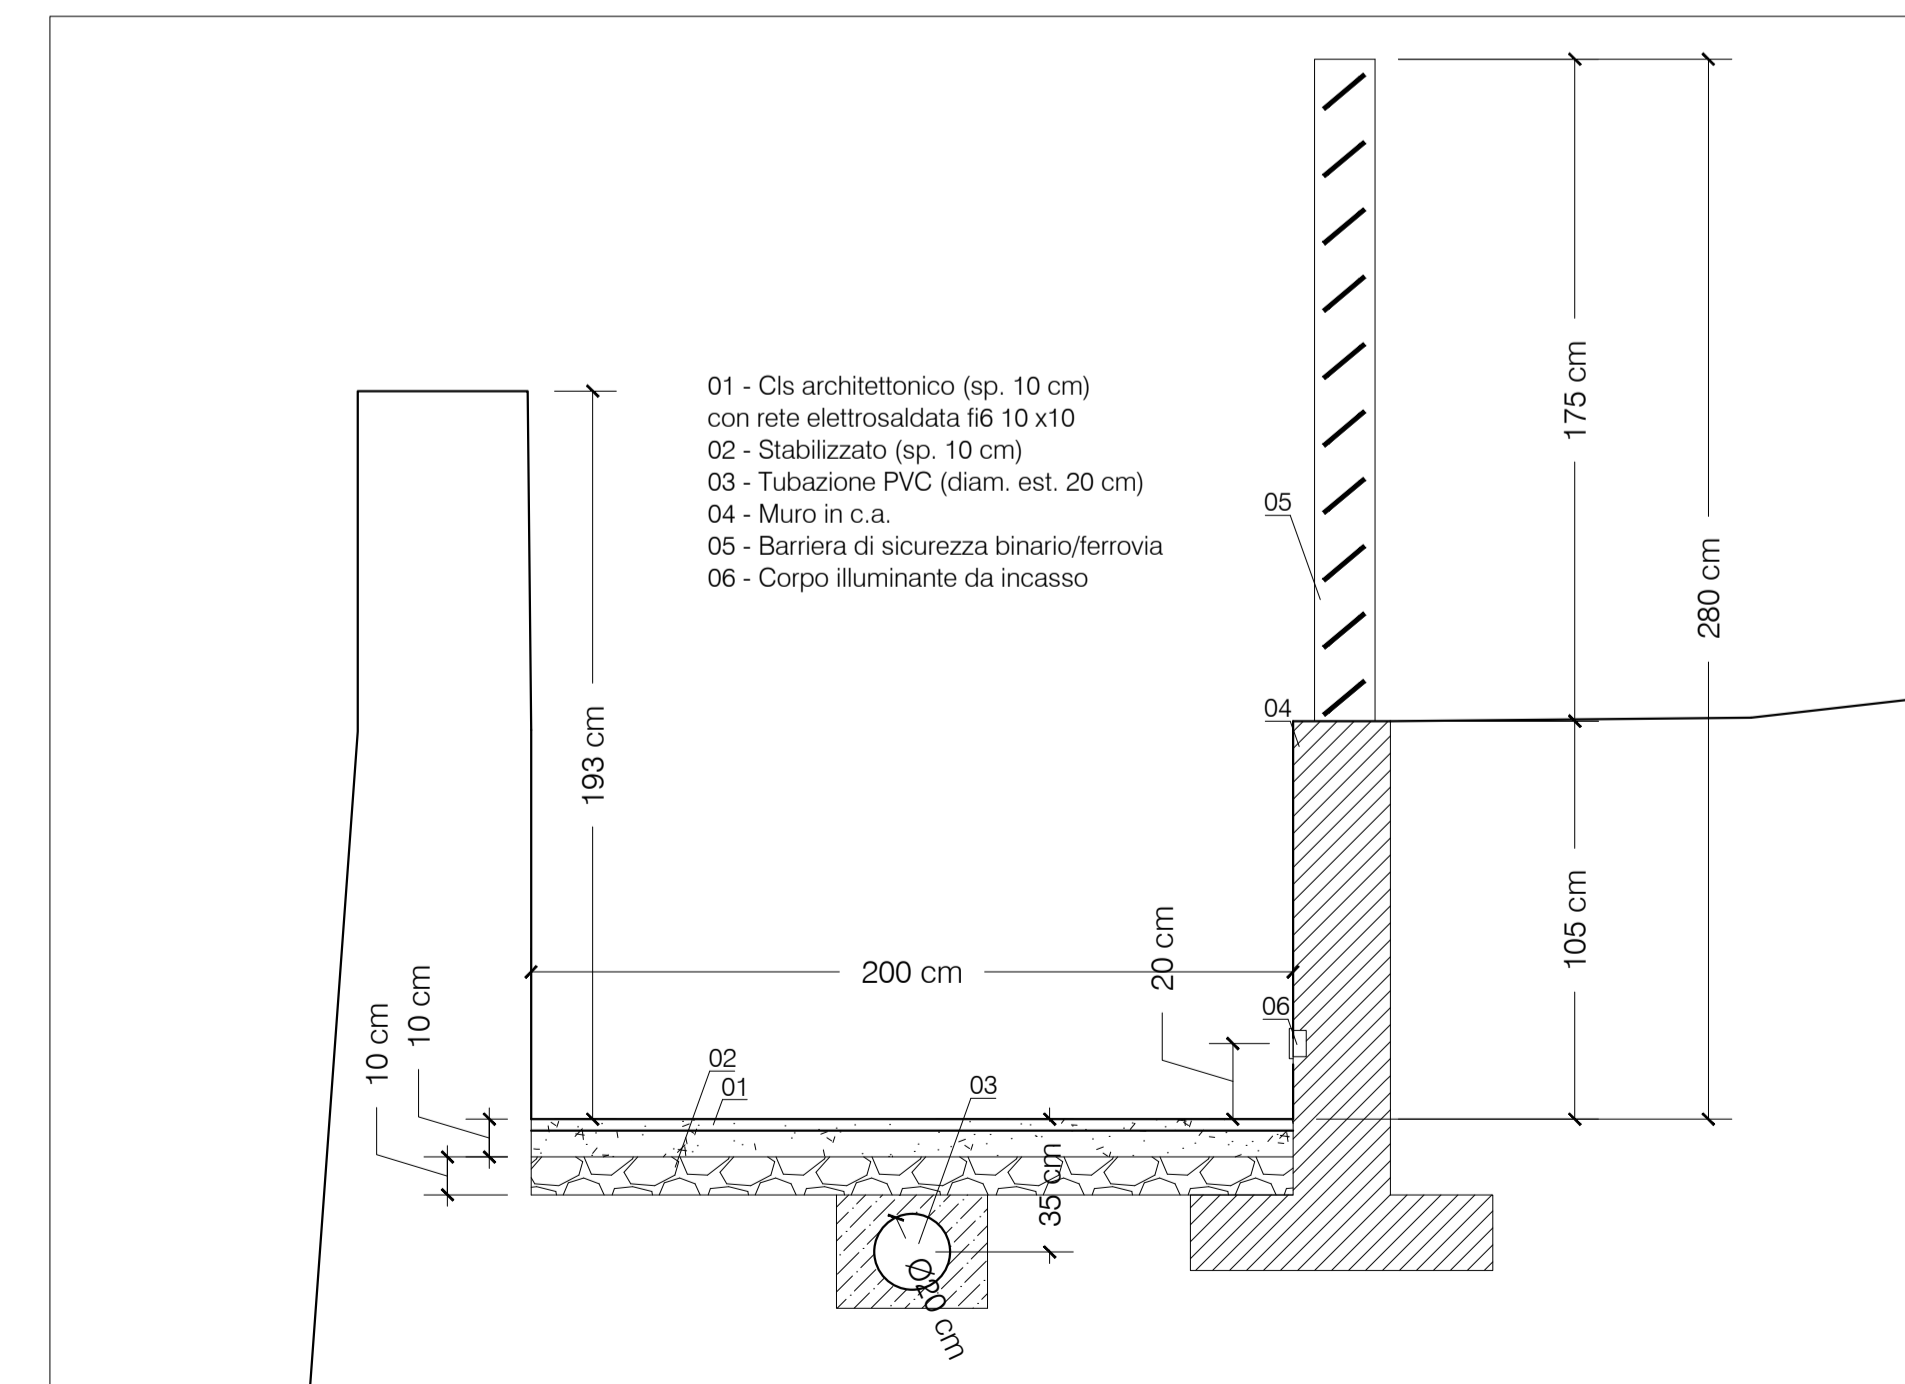 01 - Cls architettonico (sp. 10 cm)
con rete elettrosaldata fi6 10 x10
02 - Stabilizzato (sp. 10 cm)
03 - Tubazione PVC (diam. est. 20 cm)
04 - Muro in c.a.
05 - Barriera di sicurezza binario/ferrovia
06 - Corpo illuminante da incasso
175 cm
05
280 cm
04
193 cm
105 cm
20 cm
200 cm
10 cm
10 cm
06
02
01
03
35 cm
Ø20 cm